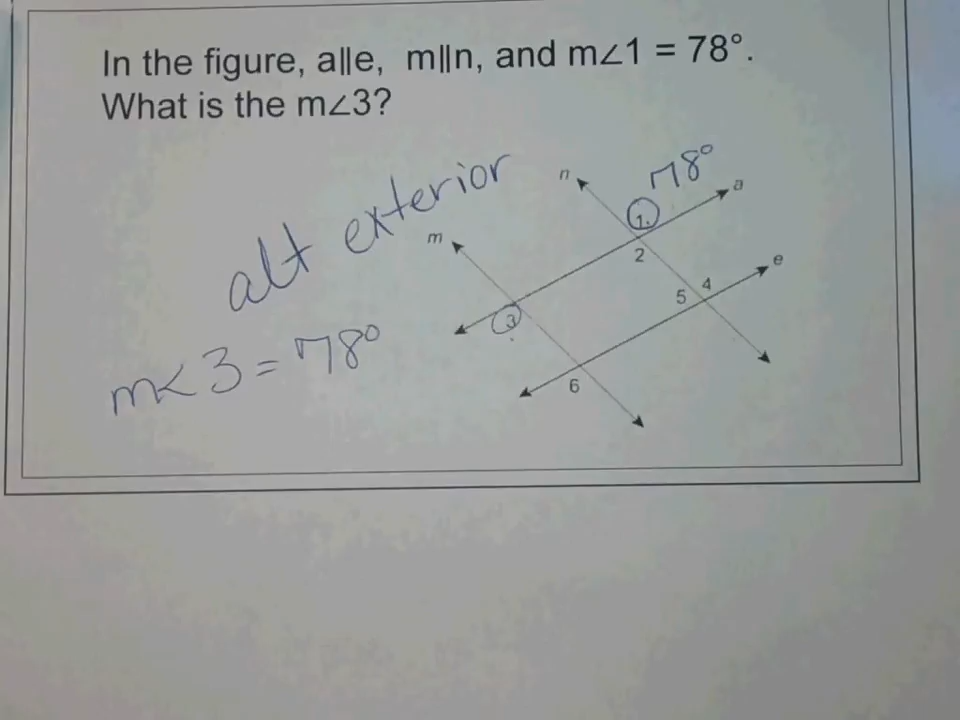 In the figure, a||e, m||n, and m∠1 = 78°.
What is the m∠3?
alt exterior
m<3 = 78°
78°
n
a
1.
m
2
e
4
5
3
6